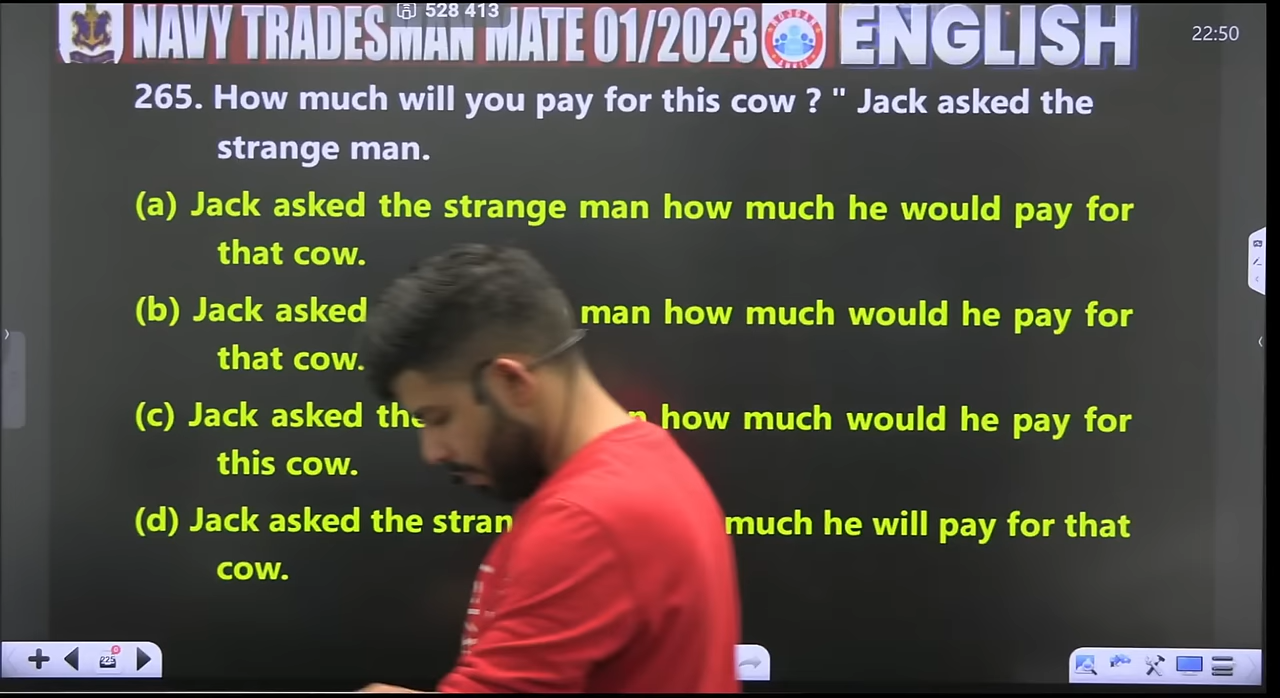 528 413
NAVY TRADESMAN MATE 01/2023 ENGLISH
22:50
265. How much will you pay for this cow ? " Jack asked the
strange man.
(a) Jack asked the strange man how much he would pay for
that cow.
(b) Jack asked man how much would he pay for
that cow.
(c) Jack asked the how much would he pay for
this cow.
(d) Jack asked the much he will pay for that
cow.
225